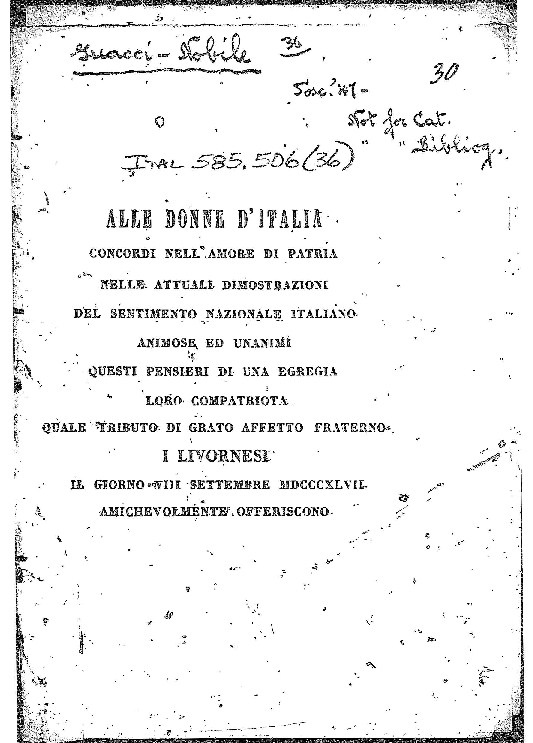 Guacci - Nobile 36
30
Tosc. '47 -
Not for Cat.
" " Bibliog.
ITAL 585.506 (36)
ALLE DONNE D'ITALIA
CONCORDI NELL'AMORE DI PATRIA
NELLE ATTUALI DIMOSTRAZIONI
DEL SENTIMENTO NAZIONALE ITALIANO
ANIMOSE ED UNANIMI
QUESTI PENSIERI DI UNA EGREGIA
LORO COMPATRIOTA
QUALE TRIBUTO DI GRATO AFFETTO FRATERNO
I LIVORNESI
IL GIORNO VIII SETTEMBRE MDCCCXLVII
AMICHEVOLMENTE OFFERISCONO